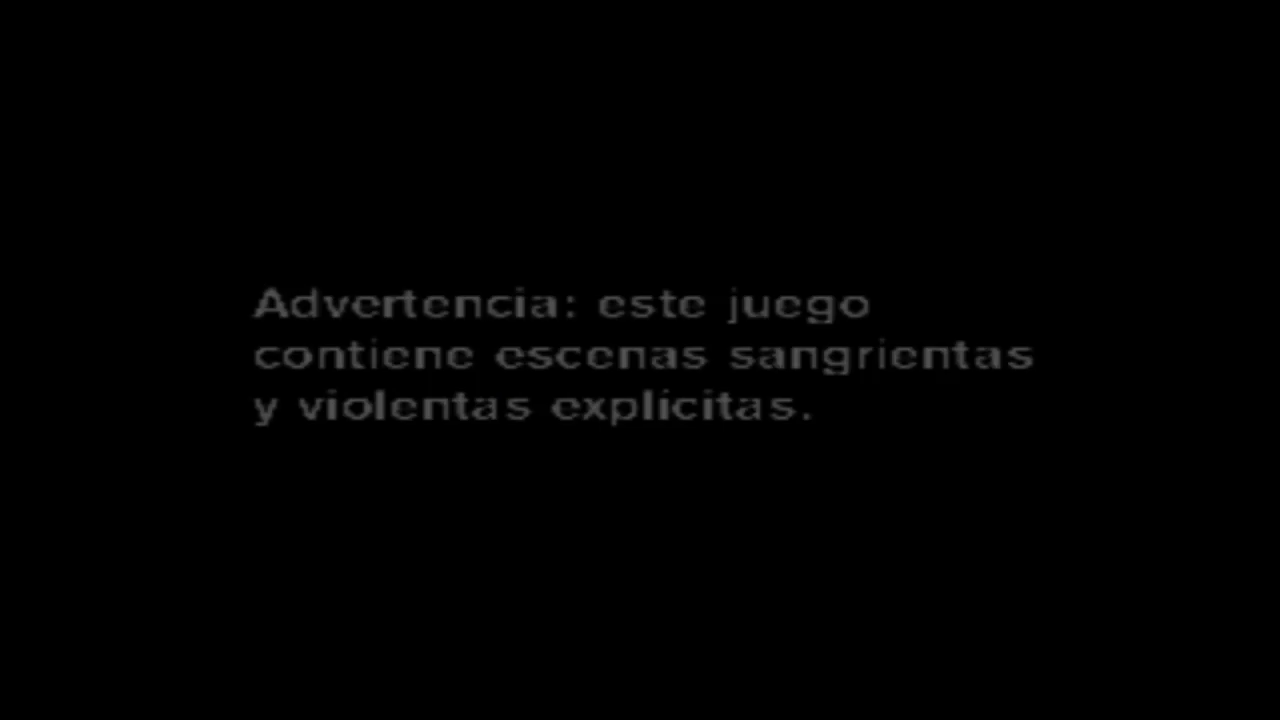 Advertencia: este juego
contiene escenas sangrientas
y violentas explicitas.